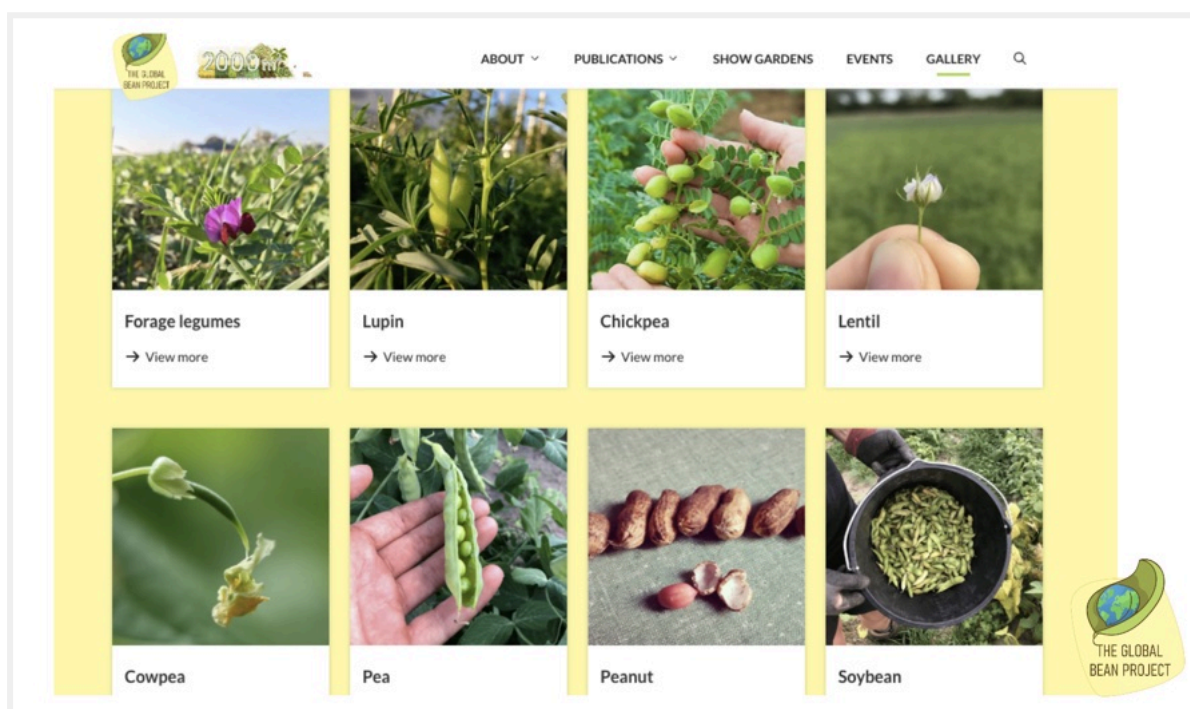 THE GLOBAL
BEAN PROJECT
2000m²
ABOUT PUBLICATIONS SHOW GARDENS EVENTS GALLERY
Forage legumes Lupin Chickpea Lentil
→ View more → View more → View more → View more
Cowpea Pea Peanut Soybean
THE GLOBAL
BEAN PROJECT